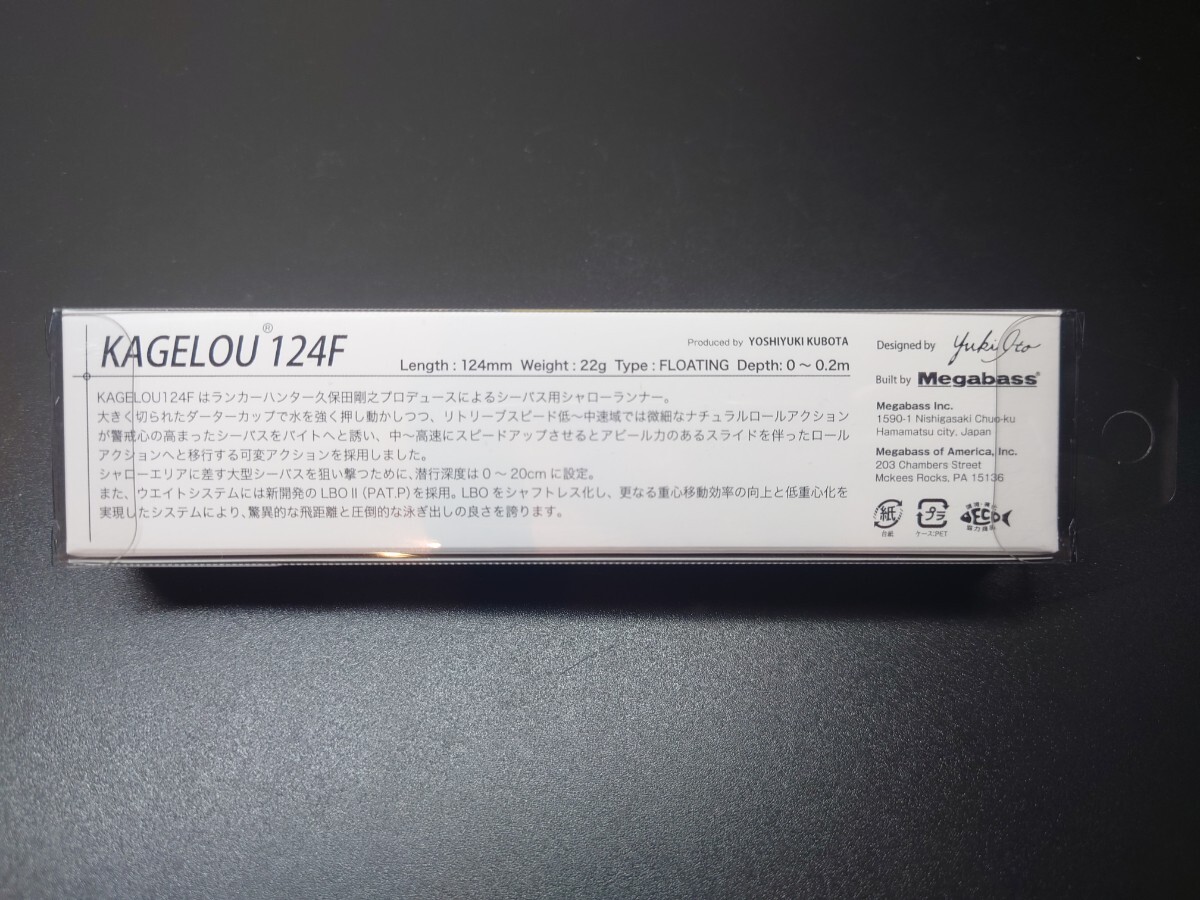 KAGELOU® 124F
Produced by YOSHIYUKI KUBOTA
Length : 124mm Weight : 22g Type : FLOATING Depth: 0 ~ 0.2m
KAGELOU124F はランカーハンター久保田剛之プロデュースによるシーバス用シャローランナー。
大きく切られたダーターカップで水を強く押し動かしつつ、リトリーブスピード低〜中速域では微細なナチュラルロールアクション
が警戒心の高まったシーバスをバイトへと誘い、中〜高速にスピードアップさせるとアピール力のあるスライドを伴ったロール
アクションへと移行する可変アクションを採用しました。
シャローエリアに差す大型シーバスを狙い撃つために、潜行深度は 0 〜 20cm に設定。
また、ウエイトシステムには新開発の LBO II (PAT.P) を採用。LBO をシャフトレス化し、更なる重心移動効率の向上と低重心化を
実現したシステムにより、驚異的な飛距離と圧倒的な泳ぎ出しの良さを誇ります。
Designed by Yuki Ito
Built by Megabass®
Megabass Inc.
1590-1 Nishigasaki Chuo-ku
Hamamatsu city, Japan
Megabass of America, Inc.
203 Chambers Street
Mckees Rocks, PA 15136
紙
台紙
プラ
ケース:PET
ECO